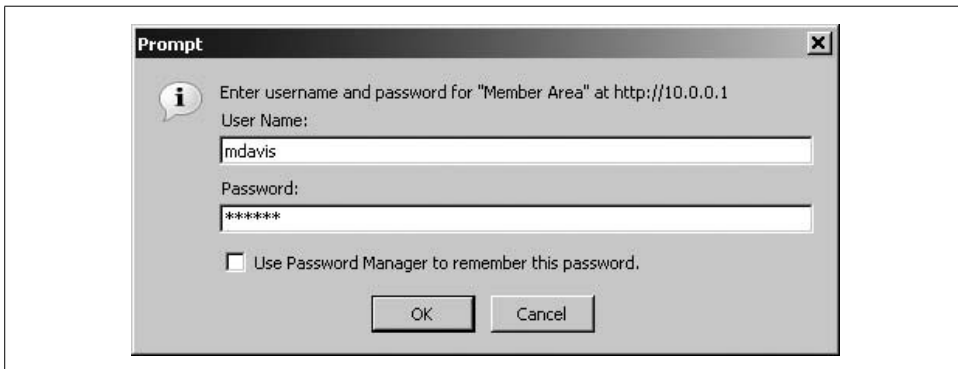 Prompt
Enter username and password for "Member Area" at http://10.0.0.1
User Name:
mdavis
Password:
******
Use Password Manager to remember this password.
OK
Cancel